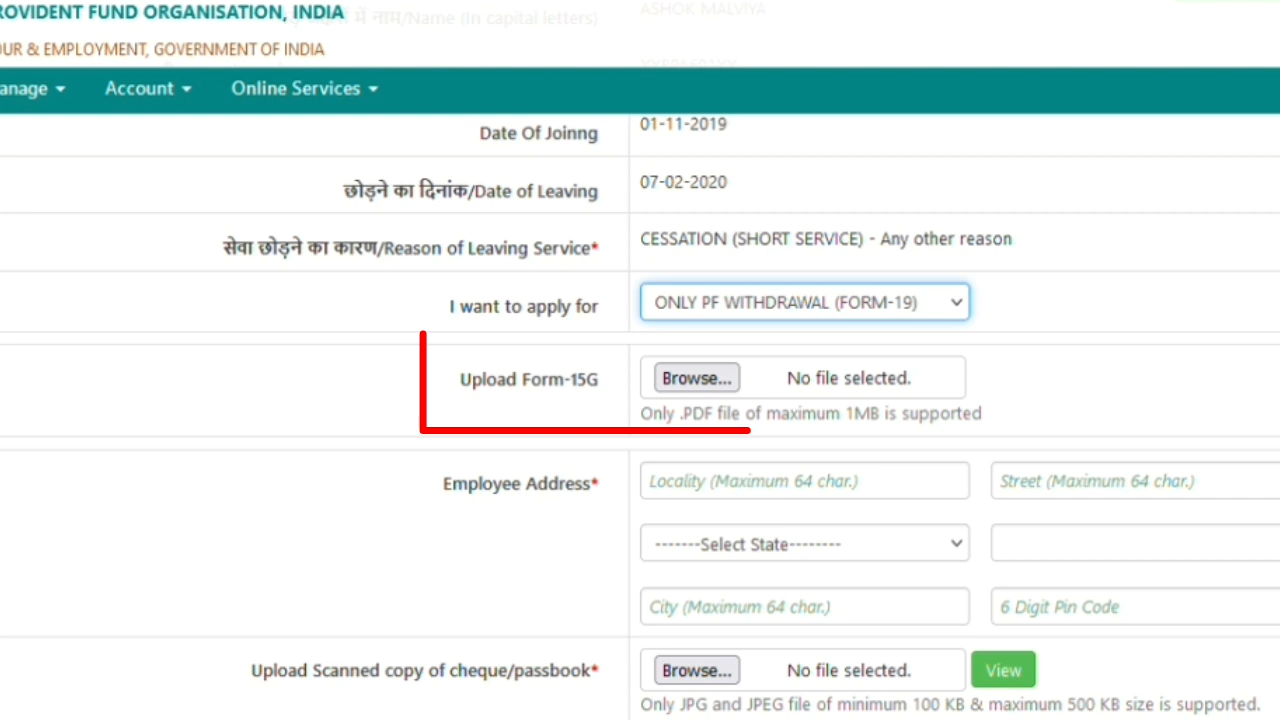 ROVIDENT FUND ORGANISATION, INDIA
में नाम/Name (In capital letters)
ASHOK MALVIYA
OUR & EMPLOYMENT, GOVERNMENT OF INDIA
anage
Account
Online Services
Date Of Joinng
01-11-2019
छोड़ने का दिनांक/Date of Leaving
07-02-2020
सेवा छोड़ने का कारण/Reason of Leaving Service*
CESSATION (SHORT SERVICE) - Any other reason
I want to apply for
ONLY PF WITHDRAWAL (FORM-19)
Upload Form-15G
Browse... No file selected.
Only .PDF file of maximum 1MB is supported
Employee Address*
Locality (Maximum 64 char.)
Street (Maximum 64 char.)
-------Select State--------
City (Maximum 64 char.)
6 Digit Pin Code
Upload Scanned copy of cheque/passbook*
Browse... No file selected.
View
Only JPG and JPEG file of minimum 100 KB & maximum 500 KB size is supported.